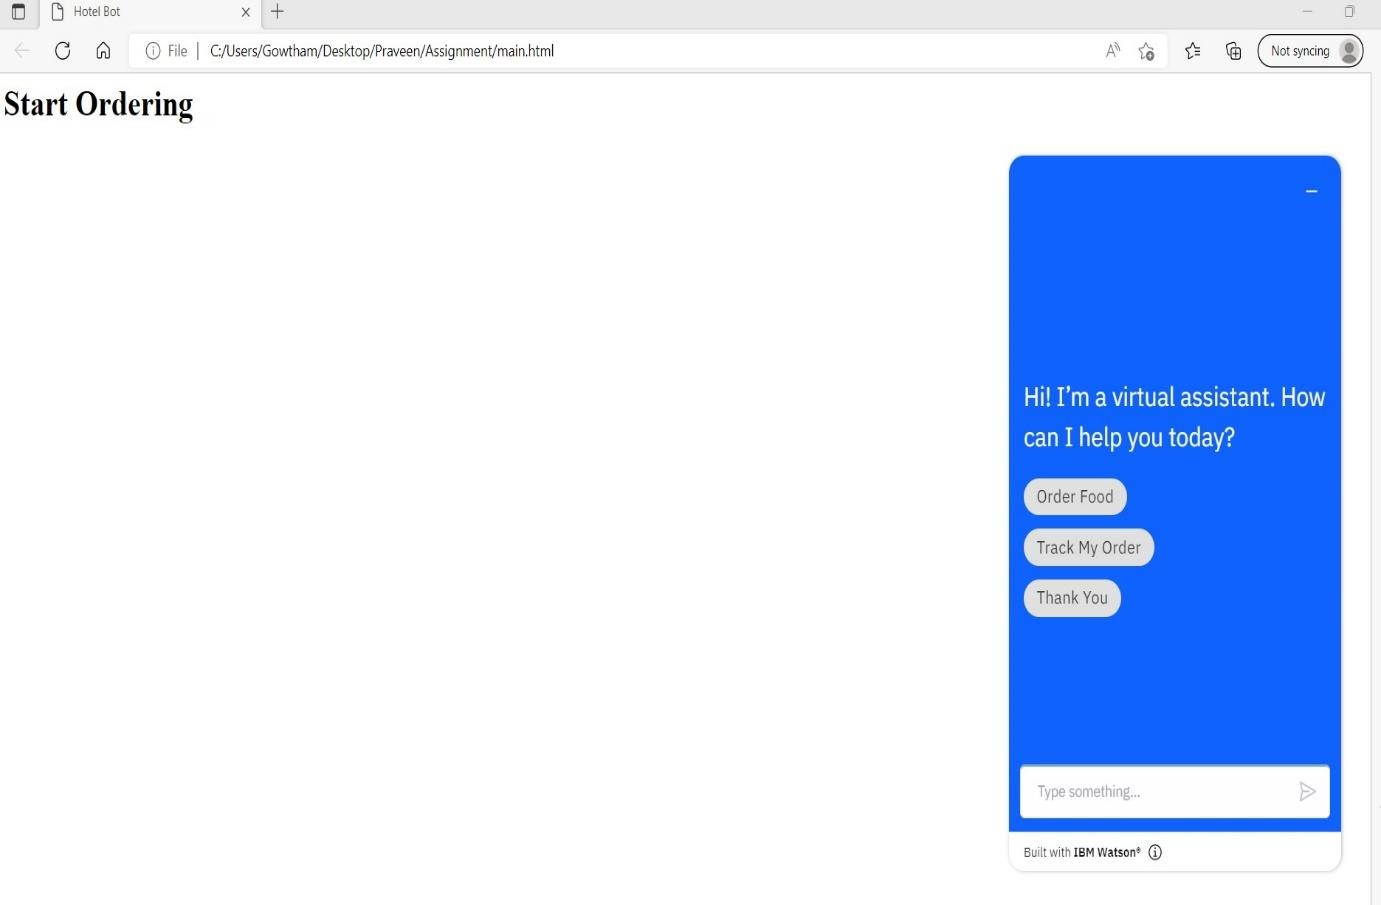 Hotel Bot
File
C:/Users/Gowtham/Desktop/Praveen/Assignment/main.html
Not syncing
Start Ordering
Hi! I'm a virtual assistant. How
can I help you today?
Order Food
Track My Order
Thank You
Type something...
Built with IBM Watson®